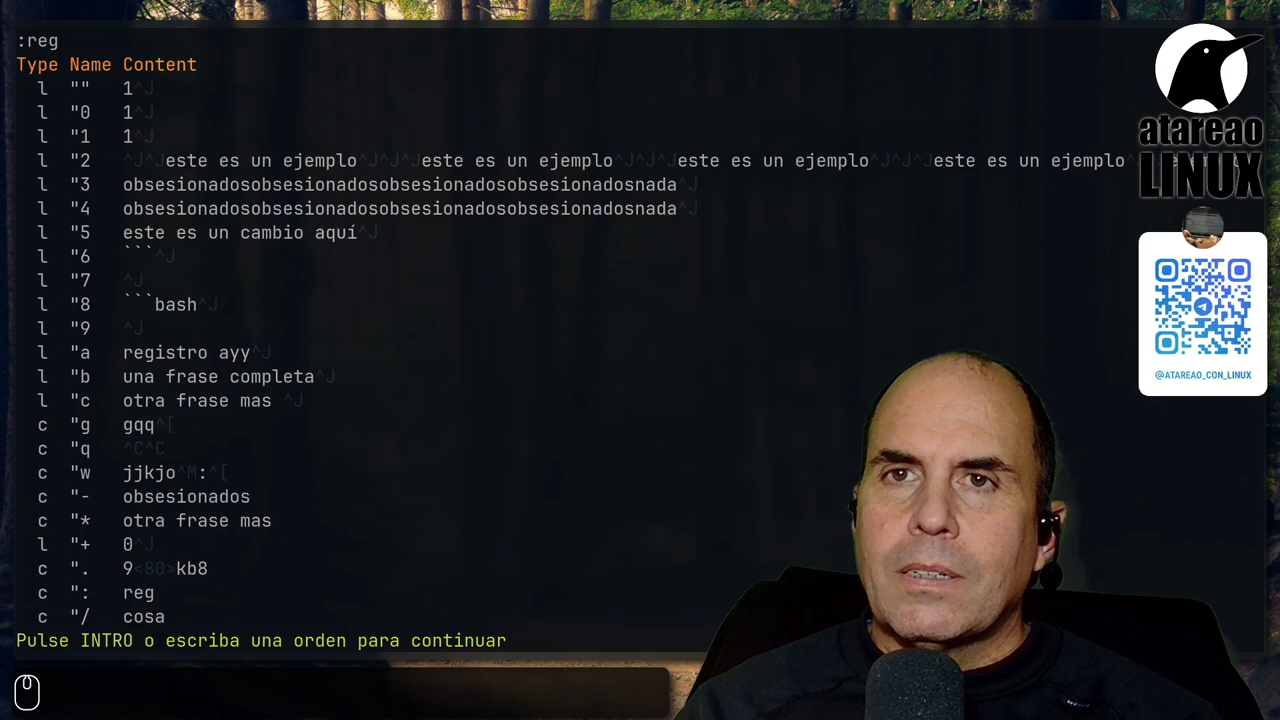 :reg
Type Name Content
l "" 1^J
l "0 1^J
l "1 1^J
l "2 ^J^Jeste es un ejemplo^J^J^Jeste es un ejemplo^J^J^Jeste es un ejemplo^J^J^Jeste es un ejemplo
l "3 obsesionadosobsesionadosobsesionadosobsesionadosnada^J
l "4 obsesionadosobsesionadosobsesionadosobsesionadosnada^J
l "5 este es un cambio aquí^J
l "6 ```^J
l "7 ^J
l "8 ```bash^J
l "9 ^J
l "a registro ayy^J
l "b una frase completa^J
l "c otra frase mas ^J
c "g gqq^[
c "q ^C^C
c "w jjkjo^M:^[
c "- obsesionados
c "* otra frase mas
l "+ 0^J
c ". 9<80>kb8
c ": reg
c "/ cosa
Pulse INTRO o escriba una orden para continuar
atareao
LINUX
@ATAREAO_CON_LINUX